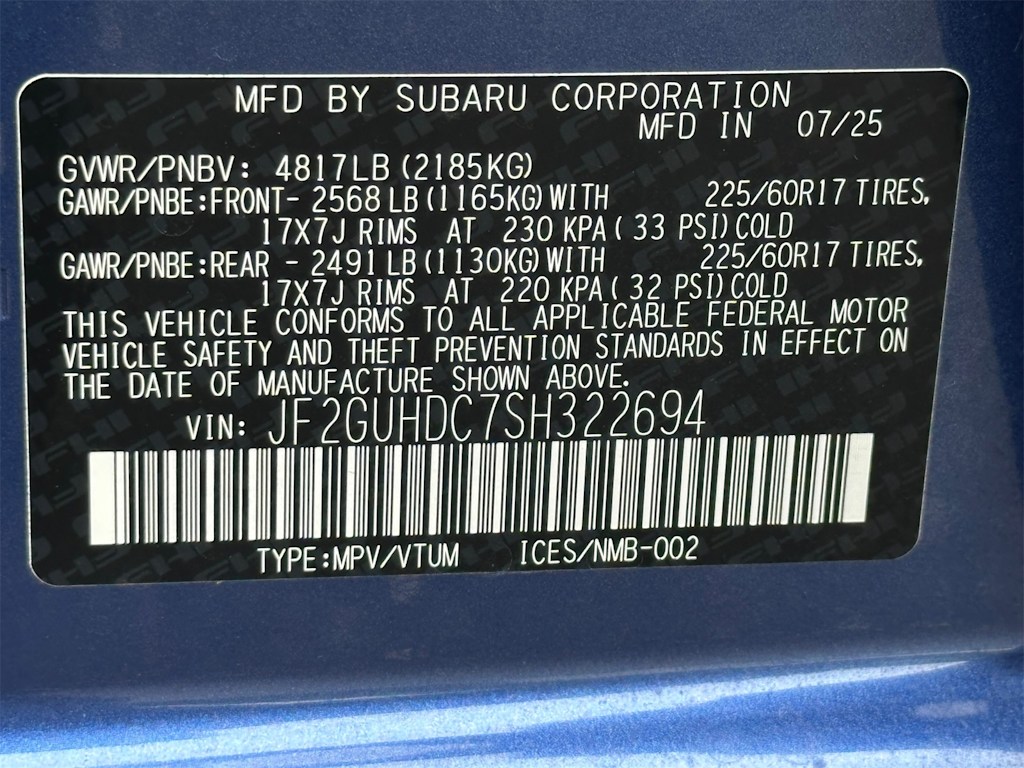 MFD BY SUBARU CORPORATION
MFD IN 07/25
GVWR/PNBV: 4817LB (2185KG)
GAWR/PNBE:FRONT- 2568 LB (1165KG) WITH 225/60R17 TIRES,
17X7J RIMS AT 230 KPA ( 33 PSI) COLD
GAWR/PNBE:REAR - 2491 LB (1130KG) WITH 225/60R17 TIRES,
17X7J RIMS AT 220 KPA ( 32 PSI) COLD
THIS VEHICLE CONFORMS TO ALL APPLICABLE FEDERAL MOTOR
VEHICLE SAFETY AND THEFT PREVENTION STANDARDS IN EFFECT ON
THE DATE OF MANUFACTURE SHOWN ABOVE.
VIN: JF2GUHDC7SH322694
TYPE:MPV/VTUM ICES/NMB-002